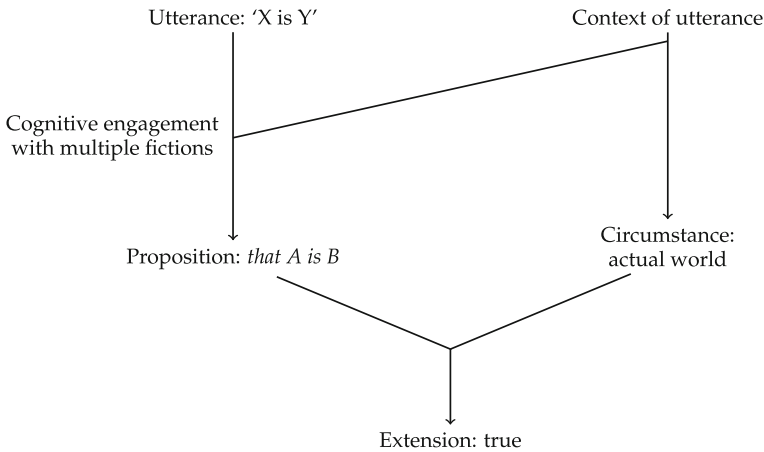 Utterance: ‘X is Y’
Context of utterance
Cognitive engagement
with multiple fictions
Proposition: that A is B
Circumstance:
actual world
Extension: true